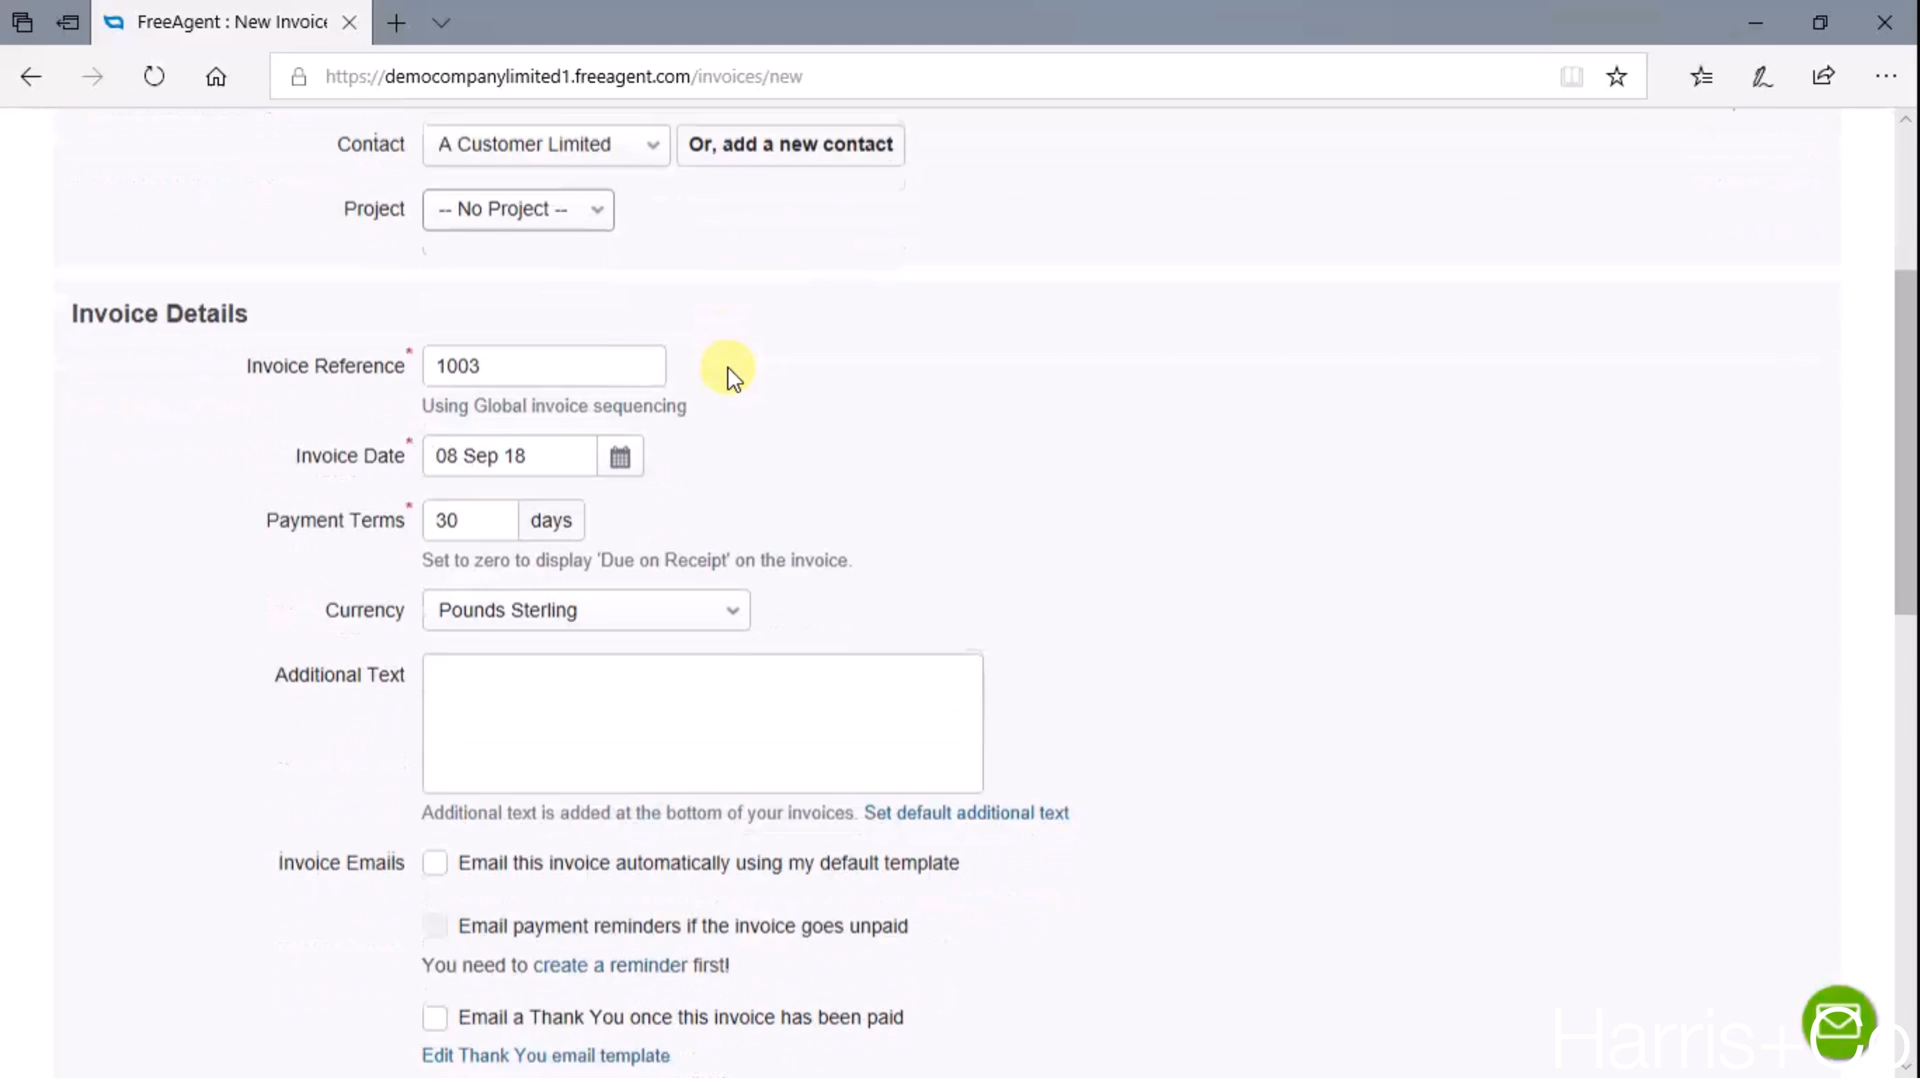 FreeAgent : New Invoice
https://democompanylimited1.freeagent.com/invoices/new
Contact
A Customer Limited
Or, add a new contact
Project
-- No Project --
Invoice Details
Invoice Reference*
1003
Using Global invoice sequencing
Invoice Date*
08 Sep 18
Payment Terms*
30
days
Set to zero to display 'Due on Receipt' on the invoice.
Currency
Pounds Sterling
Additional Text
Additional text is added at the bottom of your invoices. Set default additional text
Invoice Emails
Email this invoice automatically using my default template
Email payment reminders if the invoice goes unpaid
You need to create a reminder first!
Email a Thank You once this invoice has been paid
Edit Thank You email template
Harris+Co